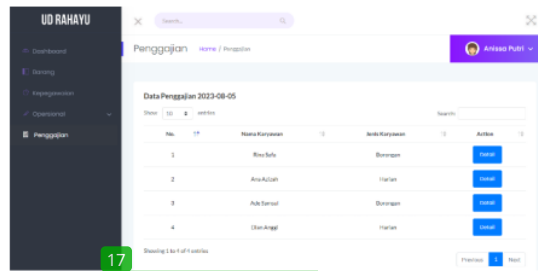 UD RAHAYU
Search...
Dashboard
Barang
Kepegawaian
Operasional
Penggajian
Penggajian Home / Penggajian
Anissa Putri
Data Penggajian 2023-08-05
Show 10 entries Search:
No. Nama Karyawan Jenis Karyawan Action
1 Rina Sofa Borongan Detail
2 Ana Azizah Harian Detail
3 Ade Samsul Borongan Detail
4 Dian Anggi Harian Detail
Showing 1 to 4 of 4 entries
Previous 1 Next
17